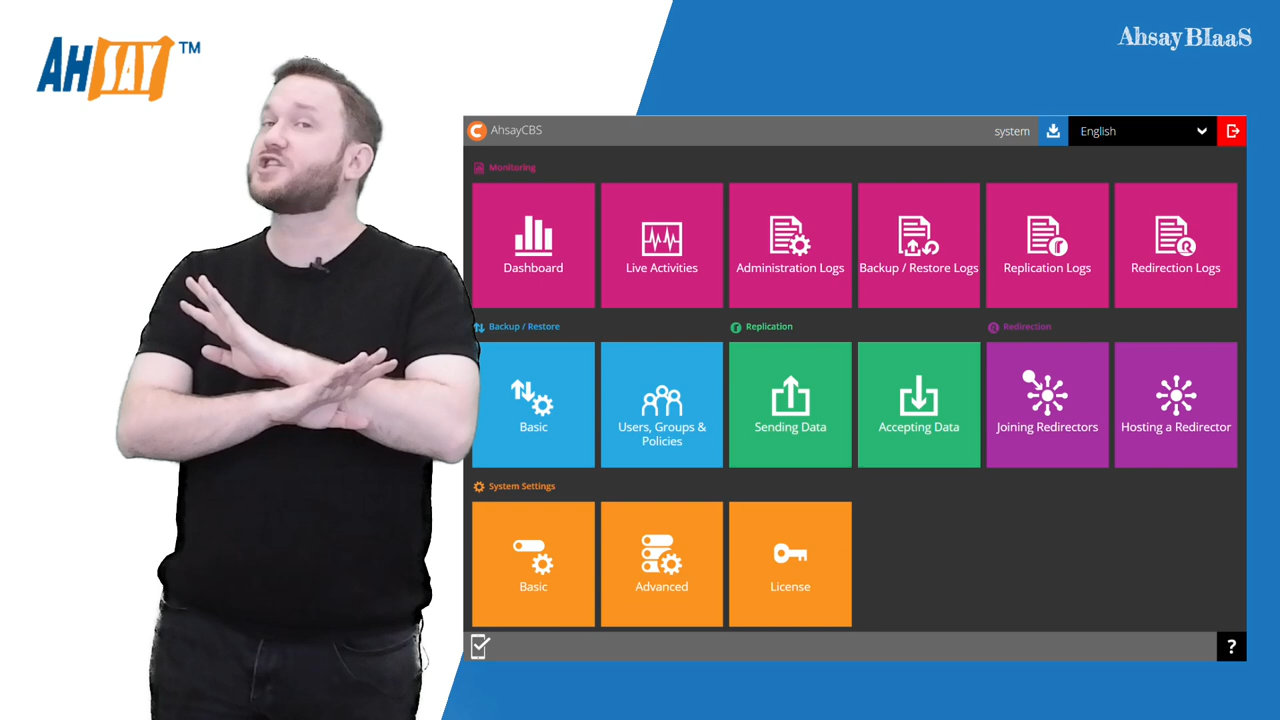 AHSAY™
AhsayBIaaS
AhsayCBS
system
English
Monitoring
Dashboard
Live Activities
Administration Logs
Backup / Restore Logs
Replication Logs
Redirection Logs
Backup / Restore
Replication
Redirection
Basic
Users, Groups &
Policies
Sending Data
Accepting Data
Joining Redirectors
Hosting a Redirector
System Settings
Basic
Advanced
License
?